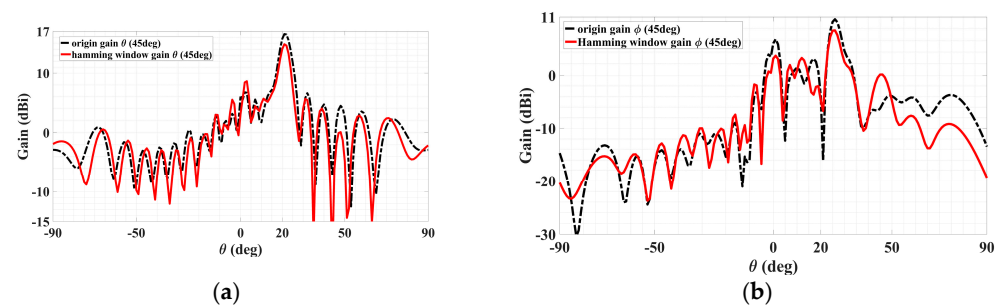 17
origin gain θ (45deg)
hamming window gain θ (45deg)
10
0
-10
-15
Gain (dBi)
-90
-50
0
20
50
90
θ (deg)
(a)
11
origin gain ϕ (45deg)
Hamming window gain ϕ (45deg)
0
-10
-20
-30
Gain (dBi)
-90
-50
0
20
50
90
θ (deg)
(b)